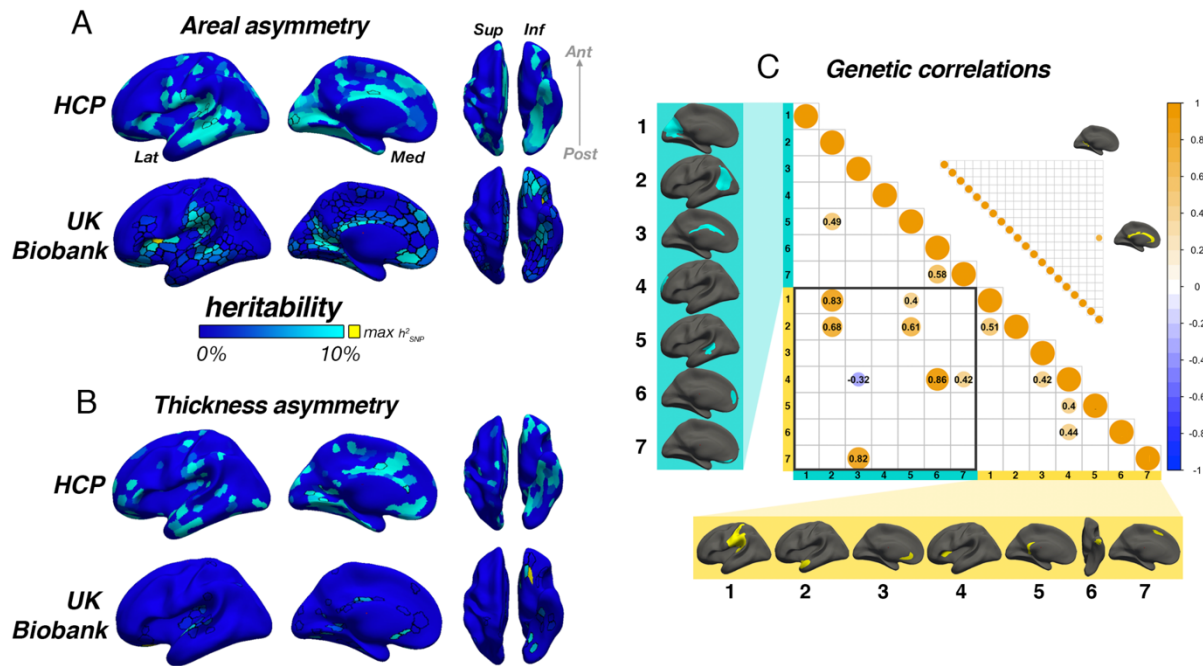 A
Areal asymmetry
Sup Inf
Ant
Post
HCP
Lat Med
UK
Biobank
heritability
0% 10%
max h²SNP
B
Thickness asymmetry
HCP
UK
Biobank
C
Genetic correlations
1
2
3
4
5
6
7
1
2
3
4
5 0.49
6
7 0.58
1 0.83 0.4
2 0.68 0.61 0.51
3
4 -0.32 0.86 0.42 0.42
5 0.4
6 0.44
7 0.82
1 2 3 4 5 6 7 1 2 3 4 5 6 7
1
0.8
0.6
0.4
0.2
0
-0.2
-0.4
-0.6
-0.8
-1
1 2 3 4 5 6 7